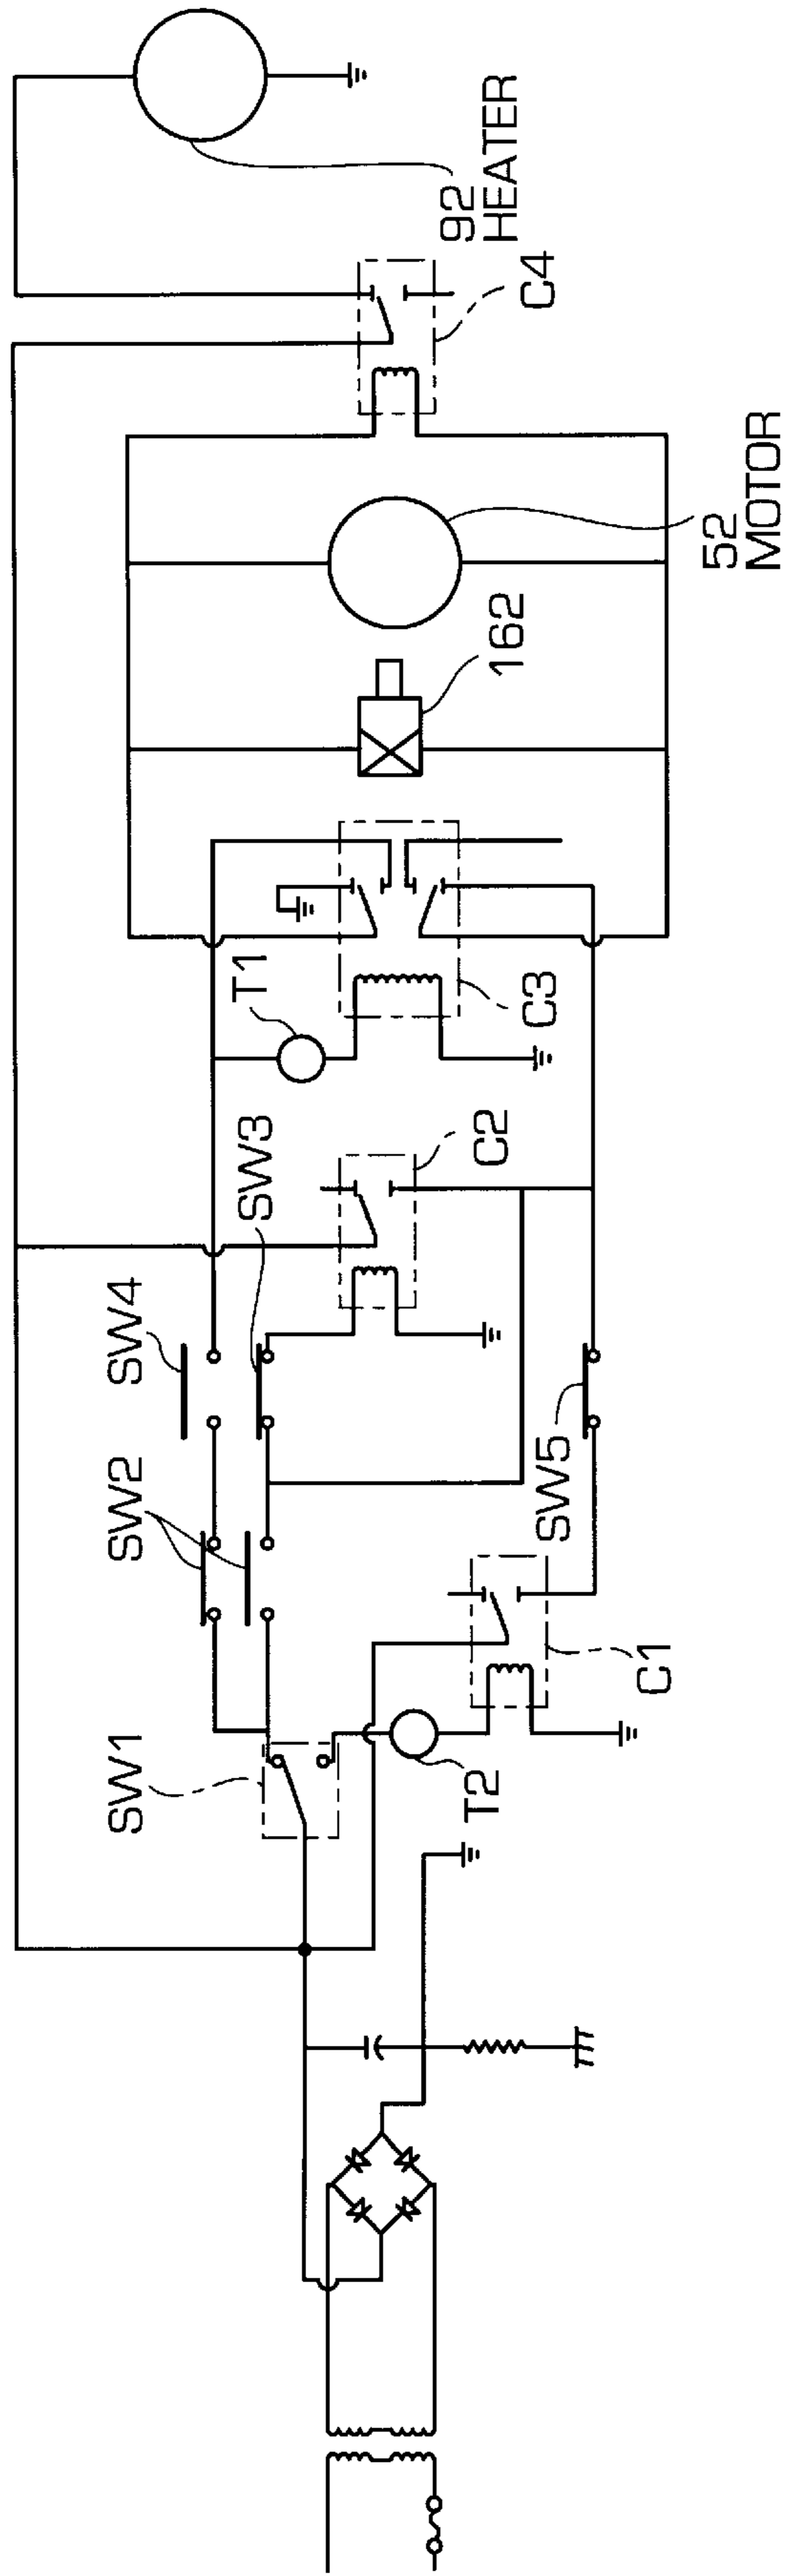 SW1
SW2
SW4
SW3
T1
T2
C1
SW5
C2
C3
162
52
MOTOR
C4
92
HEATER